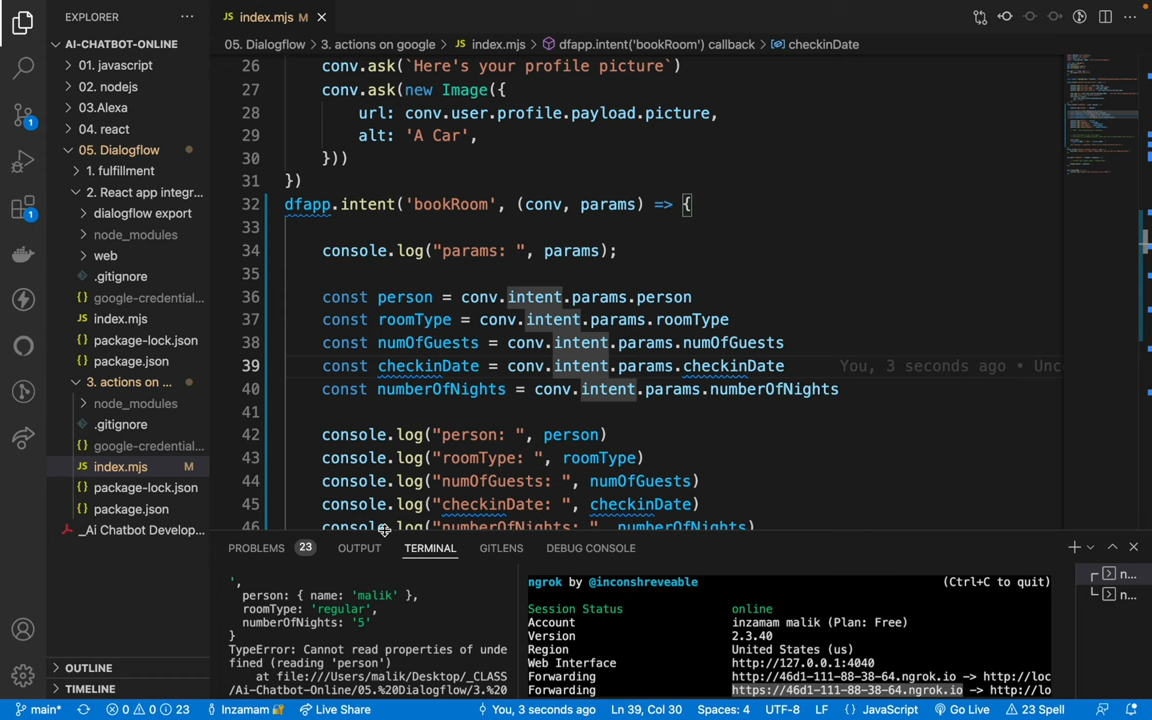 EXPLORER
index.mjs M
AI-CHATBOT-ONLINE
05. Dialogflow > 3. actions on google > JS index.mjs > dfapp.intent('bookRoom') callback > checkinDate
01. javascript
02. nodejs
03.Alexa
04. react
05. Dialogflow
1. fulfillment
2. React app integr...
dialogflow export
node_modules
web
.gitignore
google-credential...
JS index.mjs
package-lock.json
package.json
3. actions on ...
node_modules
.gitignore
google-credential...
JS index.mjs M
package-lock.json
package.json
_Ai Chatbot Develop...
OUTLINE
TIMELINE
26 conv.ask(`Here's your profile picture`)
27 conv.ask(new Image({
28 url: conv.user.profile.payload.picture,
29 alt: 'A Car',
30 }))
31 })
32 dfapp.intent('bookRoom', (conv, params) => {
33
34 console.log("params: ", params);
35
36 const person = conv.intent.params.person
37 const roomType = conv.intent.params.roomType
38 const numOfGuests = conv.intent.params.numOfGuests
39 const checkinDate = conv.intent.params.checkinDate You, 3 seconds ago • Unc
40 const numberOfNights = conv.intent.params.numberOfNights
41
42 console.log("person: ", person)
43 console.log("roomType: ", roomType)
44 console.log("numOfGuests: ", numOfGuests)
45 console.log("checkinDate: ", checkinDate)
46 console.log("numberOfNights: ", numberOfNights)
PROBLEMS 23 OUTPUT TERMINAL GITLENS DEBUG CONSOLE
',
person: { name: 'malik' },
roomType: 'regular',
numberOfNights: '5'
}
TypeError: Cannot read properties of unde
fined (reading 'person')
at file:///Users/malik/Desktop/_CLASS
/Ai-Chatbot-Online/05.%20Dialogflow/3.%20
ngrok by @inconshreveable (Ctrl+C to quit)
Session Status online
Account inzamam malik (Plan: Free)
Version 2.3.40
Region United States (us)
Web Interface http://127.0.0.1:4040
Forwarding http://46d1-111-88-38-64.ngrok.io -> http://loc
Forwarding https://46d1-111-88-38-64.ngrok.io -> http://lo
n...
n...
main* 0 0 23 Inzamam Live Share You, 3 seconds ago Ln 39, Col 30 Spaces: 4 UTF-8 LF {} JavaScript Go Live 23 Spell